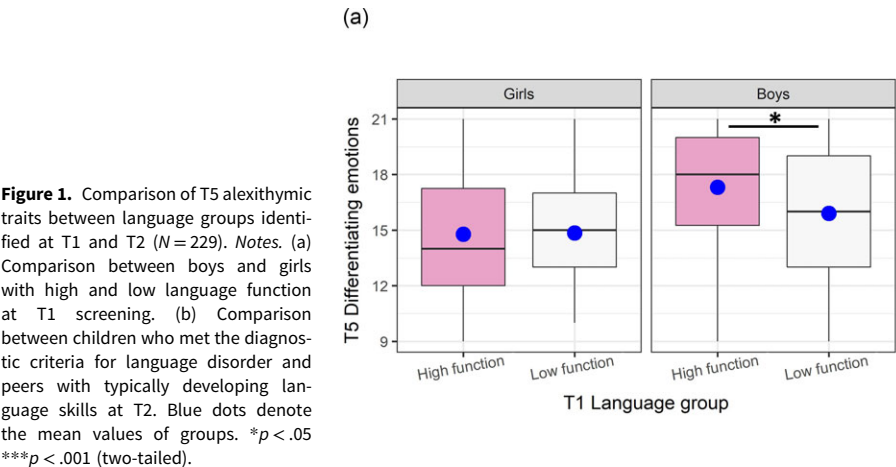 (a)
Girls
Boys
*
21
18
15
12
9
T5 Differentiating emotions
High function
Low function
High function
Low function
T1 Language group
Figure 1. Comparison of T5 alexithymic
traits between language groups identi-
fied at T1 and T2 (N = 229). Notes. (a)
Comparison between boys and girls
with high and low language function
at T1 screening. (b) Comparison
between children who met the diagnos-
tic criteria for language disorder and
peers with typically developing lan-
guage skills at T2. Blue dots denote
the mean values of groups. *p < .05
***p < .001 (two-tailed).